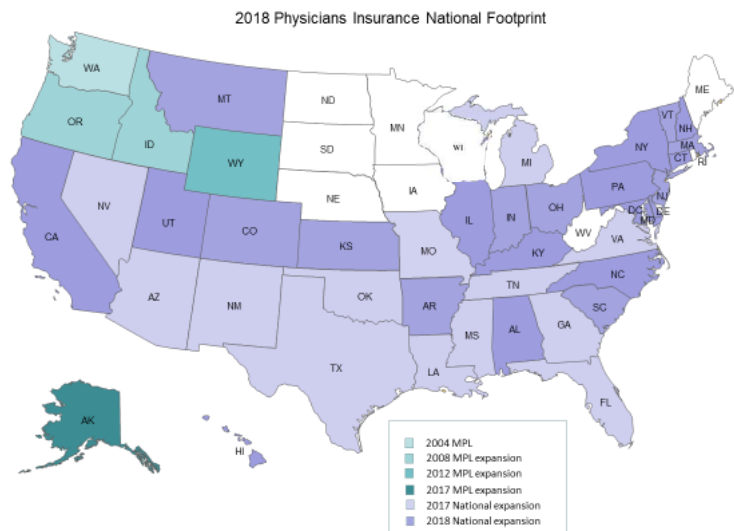 2018 Physicians Insurance National Footprint
WA
MT
ND
MN
ME
OR
ID
SD
WI
MI
VT
NH
NY
MA
CT
RI
WY
NE
IA
PA
NJ
NV
UT
CO
KS
IL
IN
OH
DC
DE
MD
WV
VA
CA
MO
KY
NC
AZ
NM
OK
AR
TN
SC
TX
LA
MS
AL
GA
FL
AK
HI
2004 MPL
2008 MPL expansion
2012 MPL expansion
2017 MPL expansion
2017 National expansion
2018 National expansion